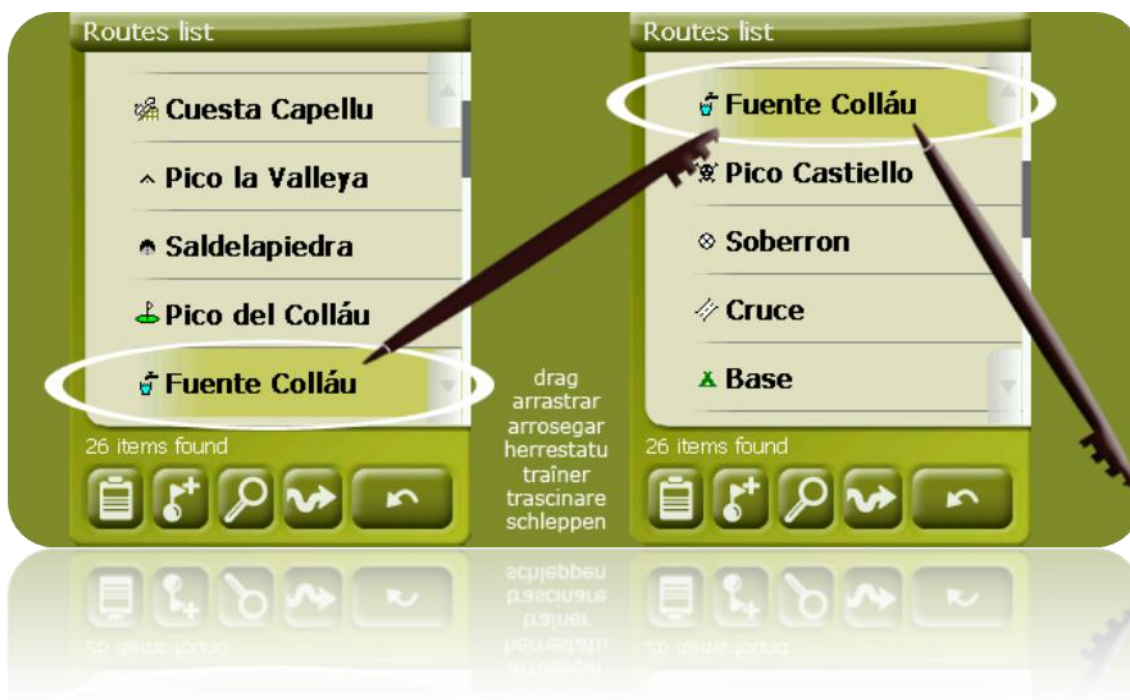 Routes list
Cuesta Capellu
Pico la Valleya
Saldelapiedra
Pico del Colláu
Fuente Colláu
26 items found
drag
arrastrar
arrosegar
herrestatu
traîner
trascinare
schleppen
Routes list
Fuente Colláu
Pico Castiello
Soberron
Cruce
Base
26 items found